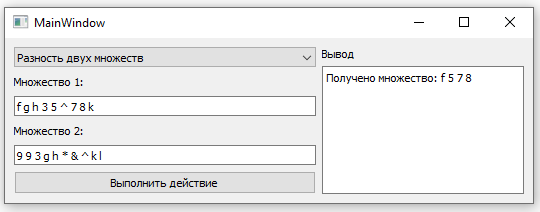 MainWindow
Разность двух множеств
Множество 1:
f g h 3 5 ^ 7 8 k
Множество 2:
9 9 3 g h * & ^ k l
Выполнить действие
Вывод
Получено множество: f 5 7 8